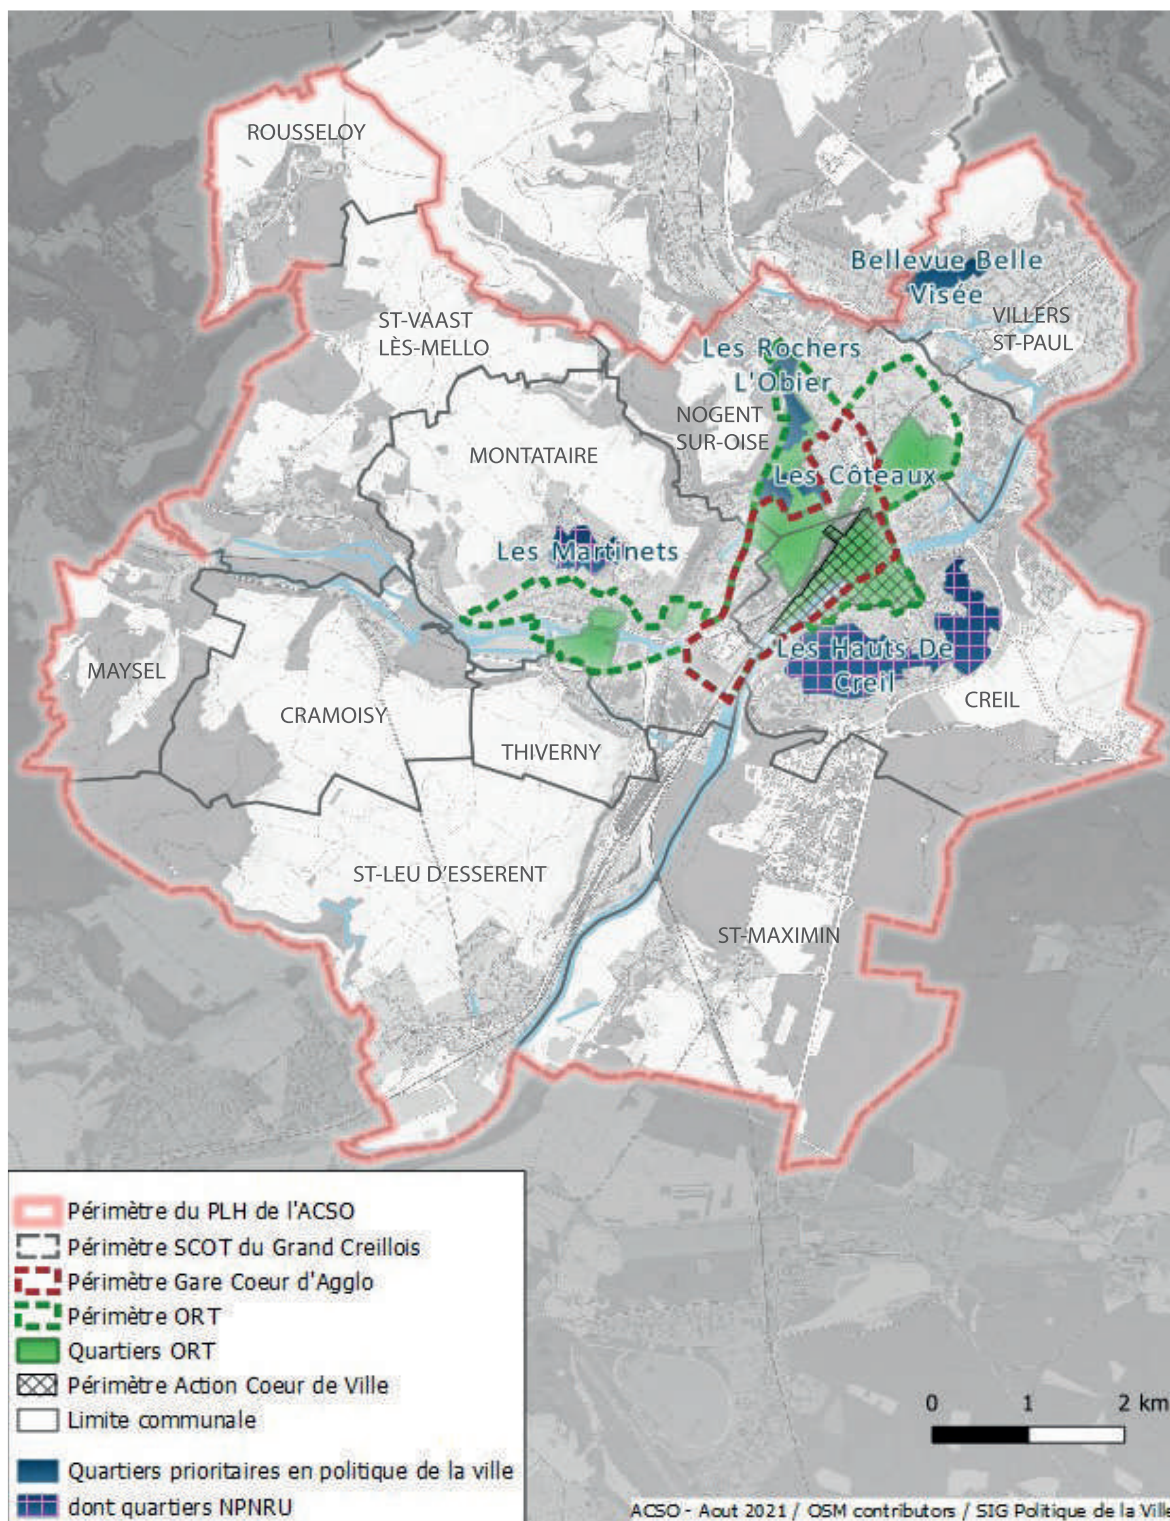 ROUSSELOY
Bellevue Belle
Visée
VILLERS
ST-PAUL
ST-VAAST
LÈS-MELLO
Les Rochers
L'Obier
NOGENT
SUR-OISE
MONTATAIRE
Les Côteaux
Les Martinets
Les Hauts De
Creil
MAYSEL
CRAMOISY
CREIL
THIVERNY
ST-LEU D'ESSERENT
ST-MAXIMIN
Périmètre du PLH de l'ACSO
Périmètre SCOT du Grand Creillois
Périmètre Gare Coeur d'Agglo
Périmètre ORT
Quartiers ORT
Périmètre Action Coeur de Ville
Limite communale
Quartiers prioritaires en politique de la ville
dont quartiers NPNRU
0 1 2 km
ACSO - Aout 2021 / OSM contributors / SIG Politique de la Ville